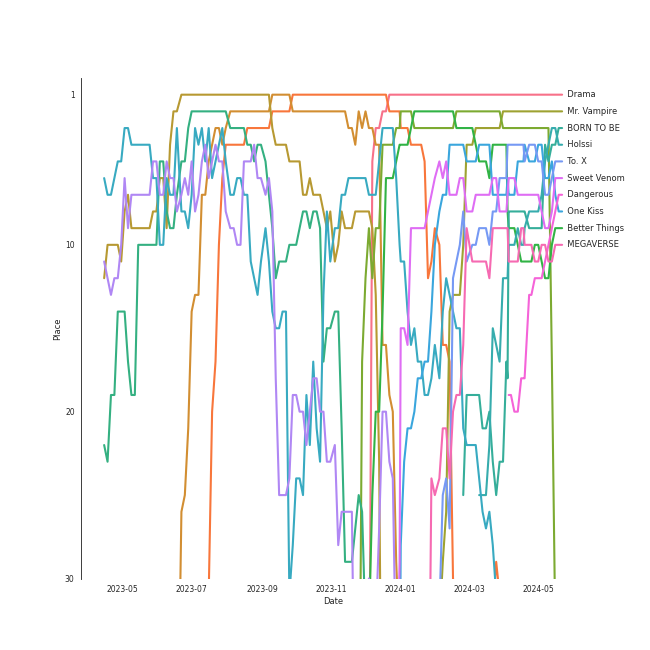 1
10
20
30
Place
2023-05
2023-07
2023-09
2023-11
2024-01
2024-03
2024-05
Date
Drama
Mr. Vampire
BORN TO BE
Holssi
To. X
Sweet Venom
Dangerous
One Kiss
Better Things
MEGAVERSE